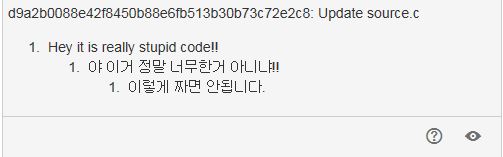 d9a2b0088e42f8450b88e6fb513b30b73c72e2c8: Update source.c
1. Hey it is really stupid code!!
1. 야 이거 정말 너무한거 아니냐!!
1. 이렇게 짜면 안됩니다.